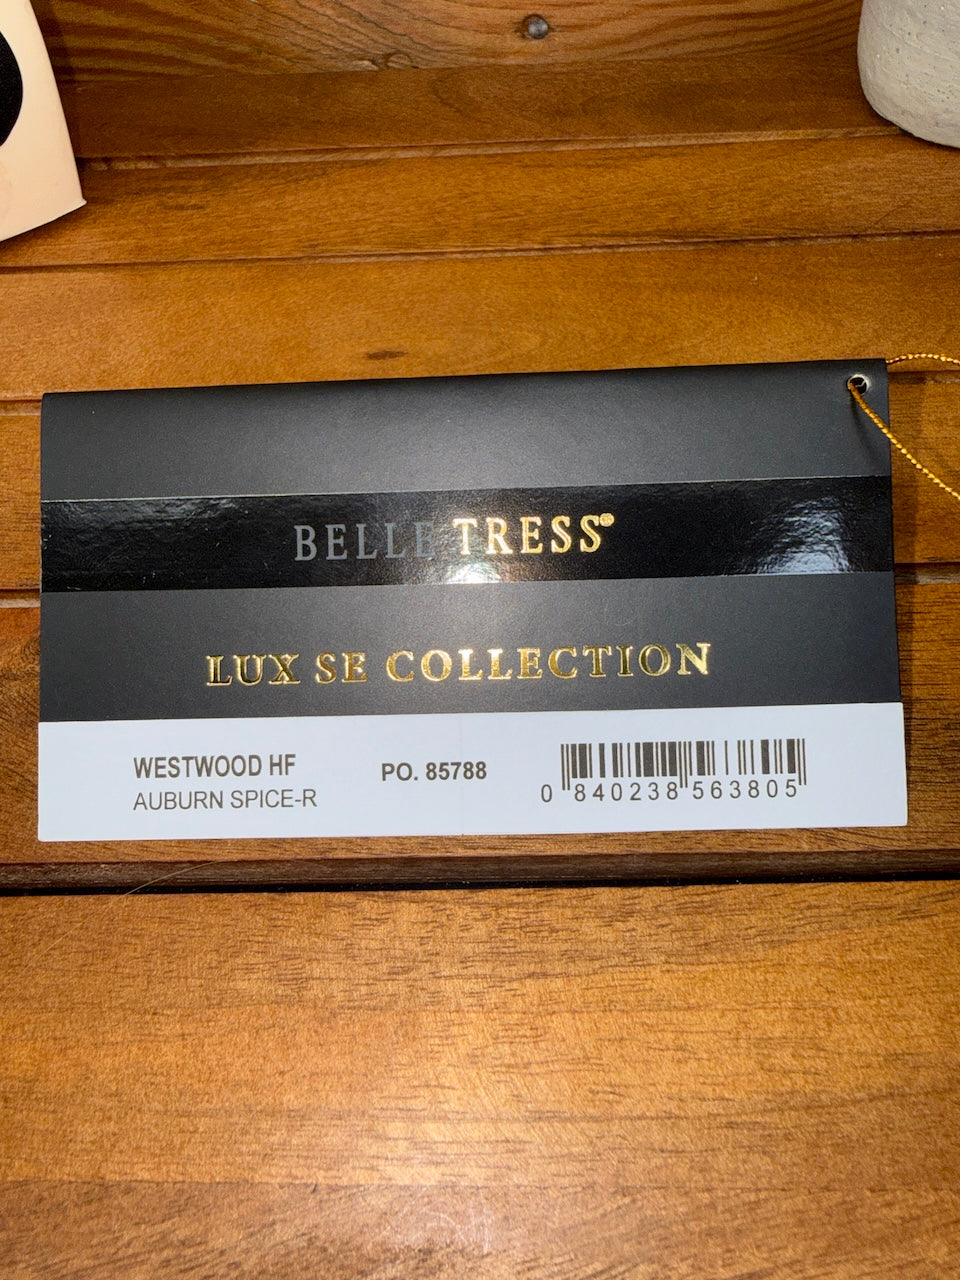 BELLE TRESS®
LUX SE COLLECTION
WESTWOOD HF
AUBURN SPICE-R
PO. 85788
0 840238 563805